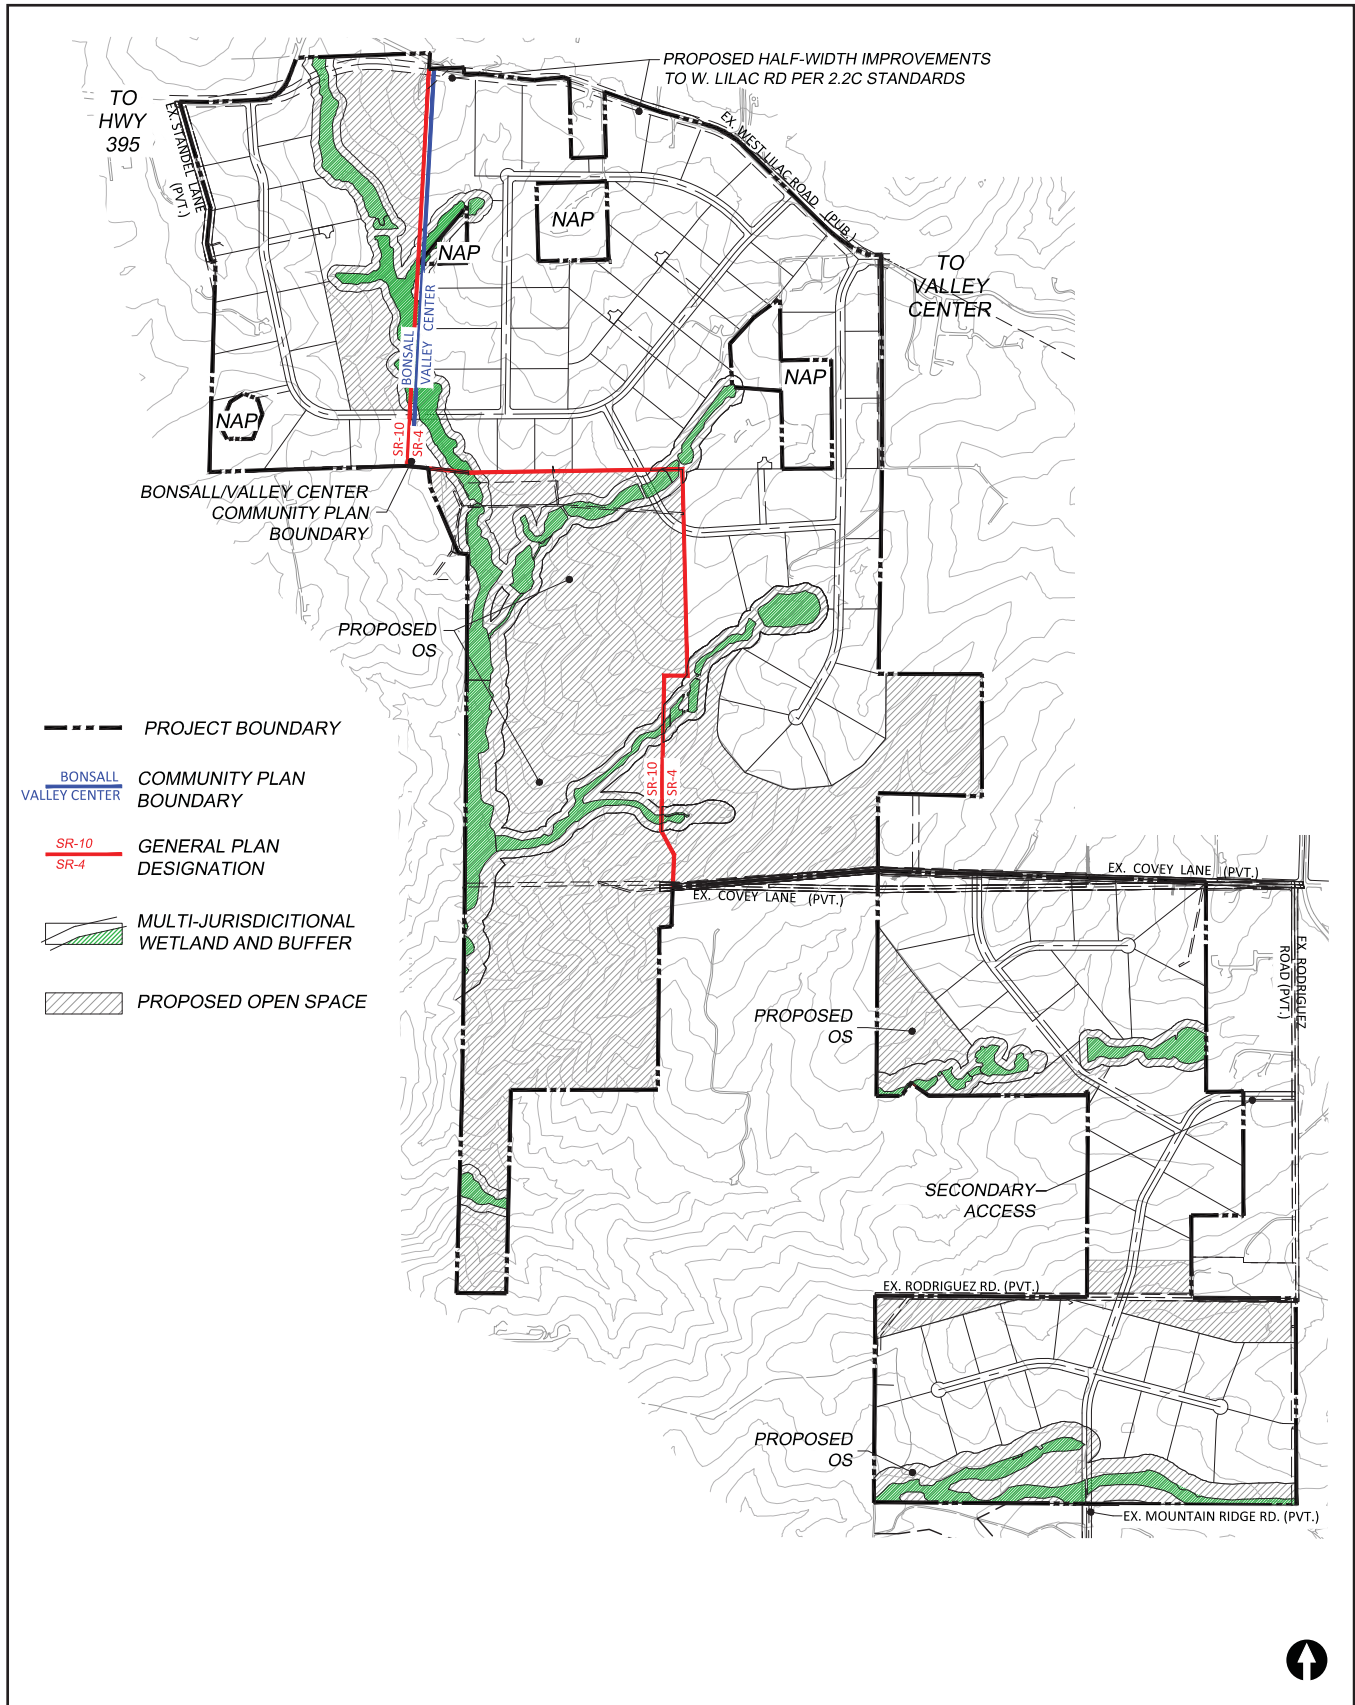 PROPOSED HALF-WIDTH IMPROVEMENTS
TO W. LILAC RD PER 2.2C STANDARDS
TO
HWY
395
EX. STANDEL LANE
(PVT.)
EX. WEST LILAC ROAD (PUB.)
NAP
NAP
TO
VALLEY
CENTER
BONSALL
VALLEY CENTER
NAP
NAP
SR-10
SR-4
BONSALL/VALLEY CENTER
COMMUNITY PLAN
BOUNDARY
PROPOSED
OS
PROJECT BOUNDARY
BONSALL
VALLEY CENTER
COMMUNITY PLAN
BOUNDARY
SR-10
SR-4
SR-10
SR-4
GENERAL PLAN
DESIGNATION
EX. COVEY LANE (PVT.)
EX. COVEY LANE (PVT.)
MULTI-JURISDICITIONAL
WETLAND AND BUFFER
EX. RODRIGUEZ
ROAD (PVT.)
PROPOSED OPEN SPACE
PROPOSED
OS
SECONDARY
ACCESS
EX. RODRIGUEZ RD. (PVT.)
PROPOSED
OS
EX. MOUNTAIN RIDGE RD. (PVT.)